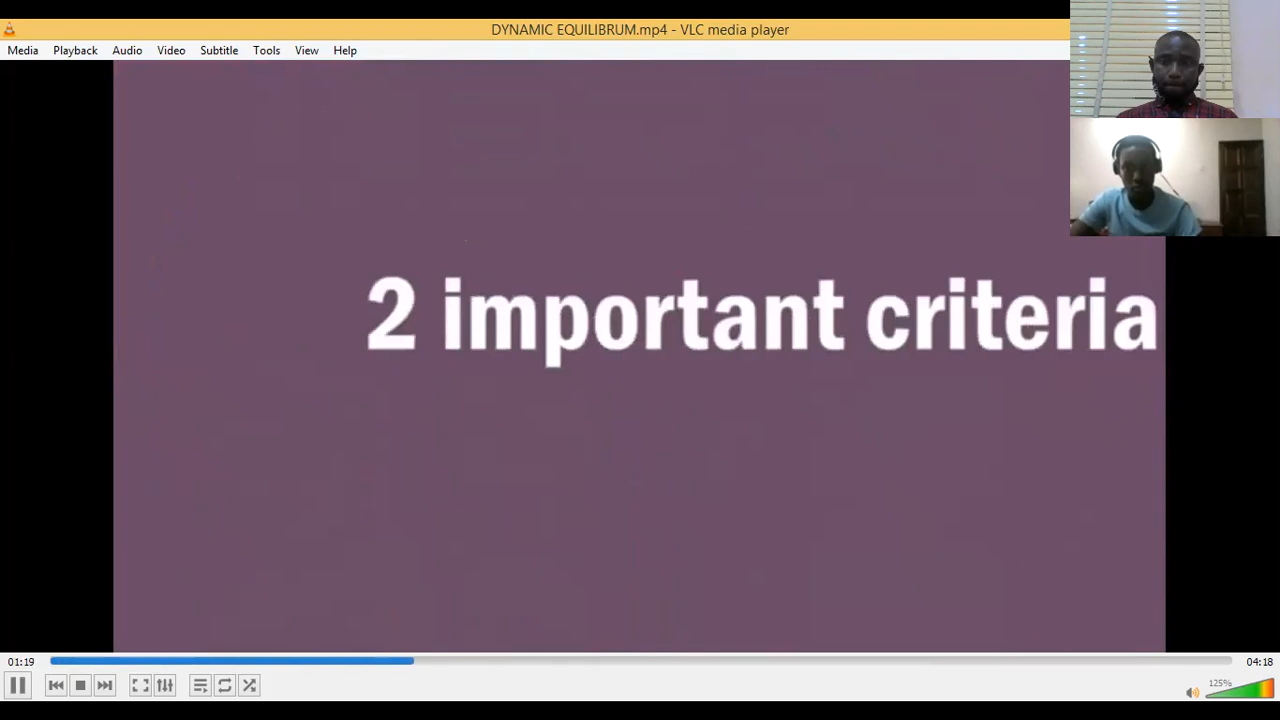 DYNAMIC EQUILIBRUM.mp4 - VLC media player
Media Playback Audio Video Subtitle Tools View Help
2 important criteria
01:19 04:18
125%